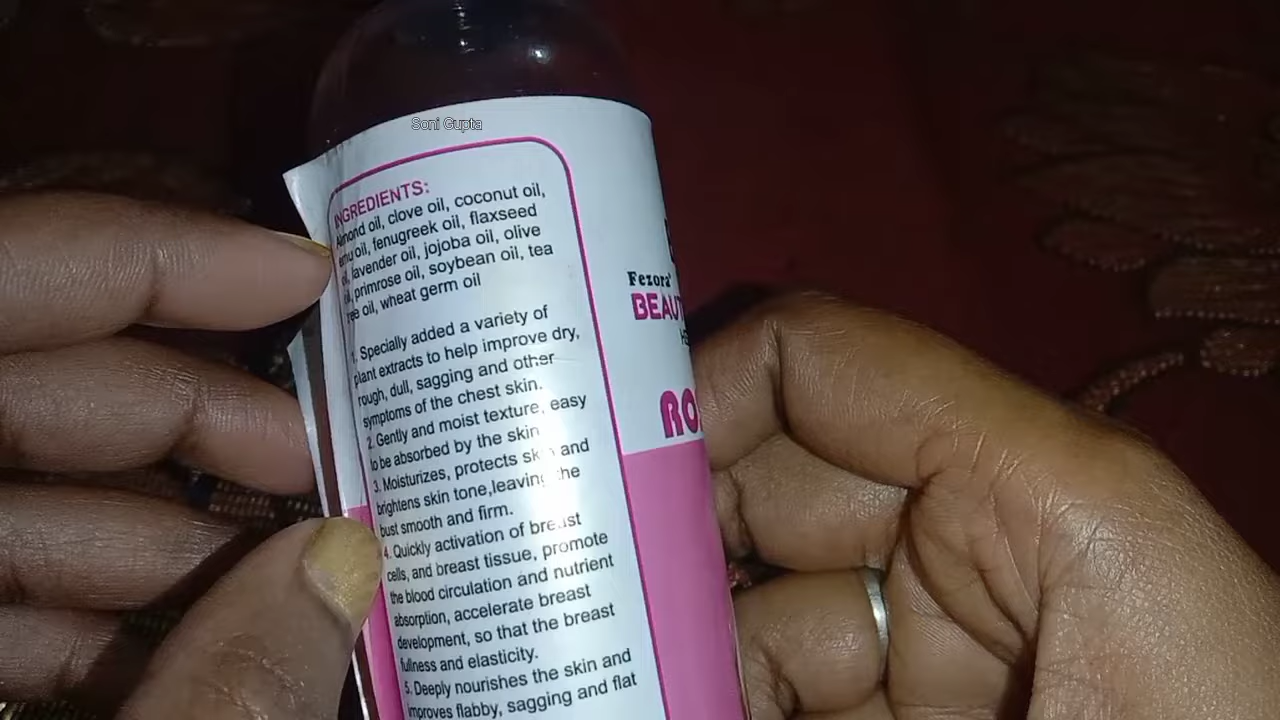 Soni Gupta
INGREDIENTS:
Almond oil, clove oil, coconut oil,
emu oil, fenugreek oil, flaxseed
oil, lavender oil, jojoba oil, olive
oil, primrose oil, soybean oil, tea
tree oil, wheat germ oil
1. Specially added a variety of
plant extracts to help improve dry,
rough, dull, sagging and other
symptoms of the chest skin.
2. Gently and moist texture, easy
to be absorbed by the skin
3. Moisturizes, protects skin and
brightens skin tone,leaving the
bust smooth and firm.
4. Quickly activation of breast
cells, and breast tissue, promote
the blood circulation and nutrient
absorption, accelerate breast
development, so that the breast
fullness and elasticity.
5. Deeply nourishes the skin and
improves flabby, sagging and flat
Fezora'
BEAUT
RO